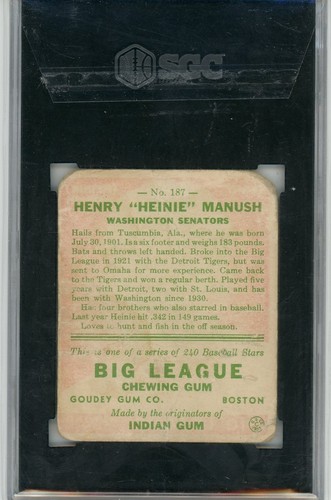 SGC
— No. 187 —
HENRY "HEINIE" MANUSH
WASHINGTON SENATORS
Hails from Tuscumbia, Ala., where he was born
July 20, 1901. Is a six footer and weighs 183 pounds.
Bats and throws left handed. Broke into the Big
League in 1921 with the Detroit Tigers, but was
sent to Omaha for more experience. Came back
to the Tigers and won a regular berth. Played five
years with Detroit, two with St. Louis, and has
been with Washington since 1930.
Has four brothers who also starred in baseball.
Last year Heinie hit .342 in 149 games.
Loves to hunt and fish in the off season.
This is one of a series of 240 Baseball Stars
BIG LEAGUE
CHEWING GUM
GOUDEY GUM CO. BOSTON
Made by the originators of
INDIAN GUM